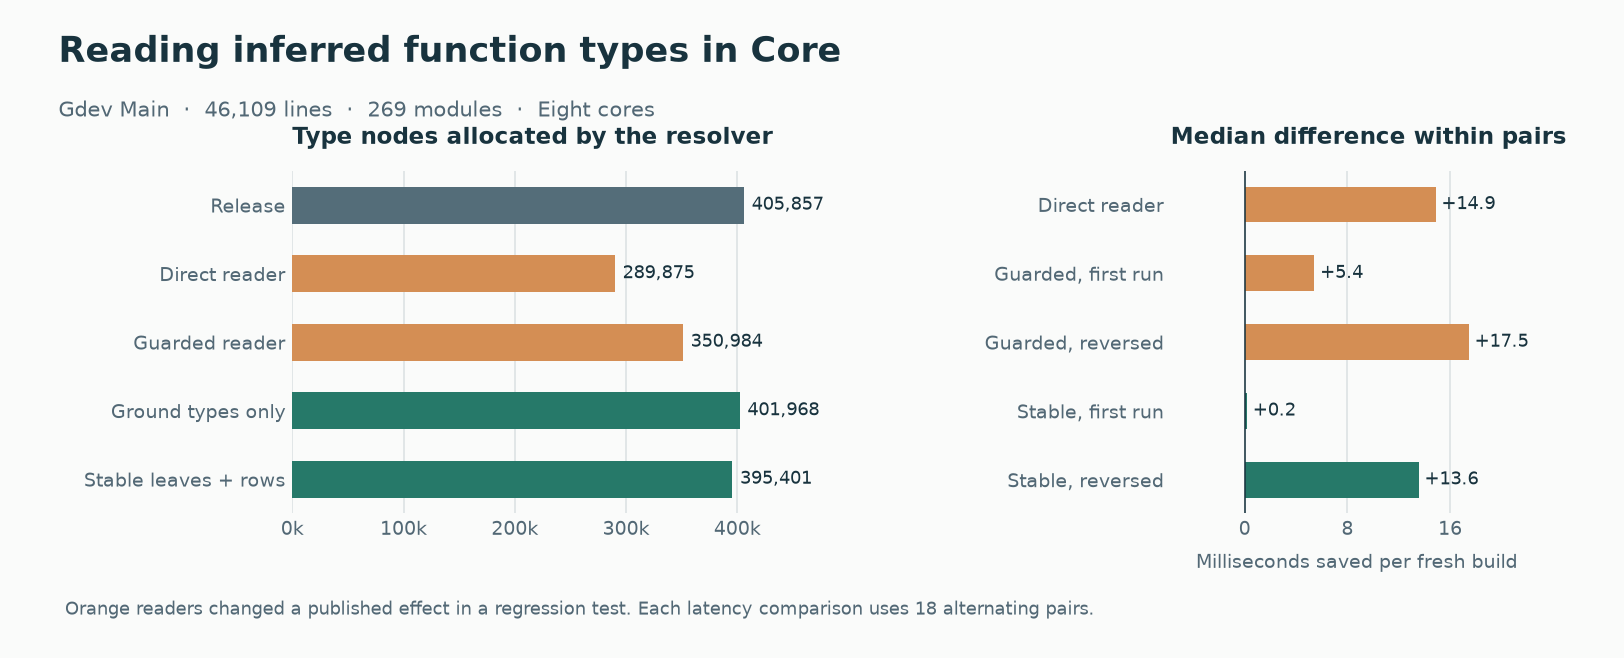 Reading inferred function types in Core
Gdev Main · 46,109 lines · 269 modules · Eight cores
Type nodes allocated by the resolver
Release
405,857
Direct reader
289,875
Guarded reader
350,984
Ground types only
401,968
Stable leaves + rows
395,401
0k 100k 200k 300k 400k
Median difference within pairs
Direct reader
+14.9
Guarded, first run
+5.4
Guarded, reversed
+17.5
Stable, first run
+0.2
Stable, reversed
+13.6
0 8 16
Milliseconds saved per fresh build
Orange readers changed a published effect in a regression test. Each latency comparison uses 18 alternating pairs.